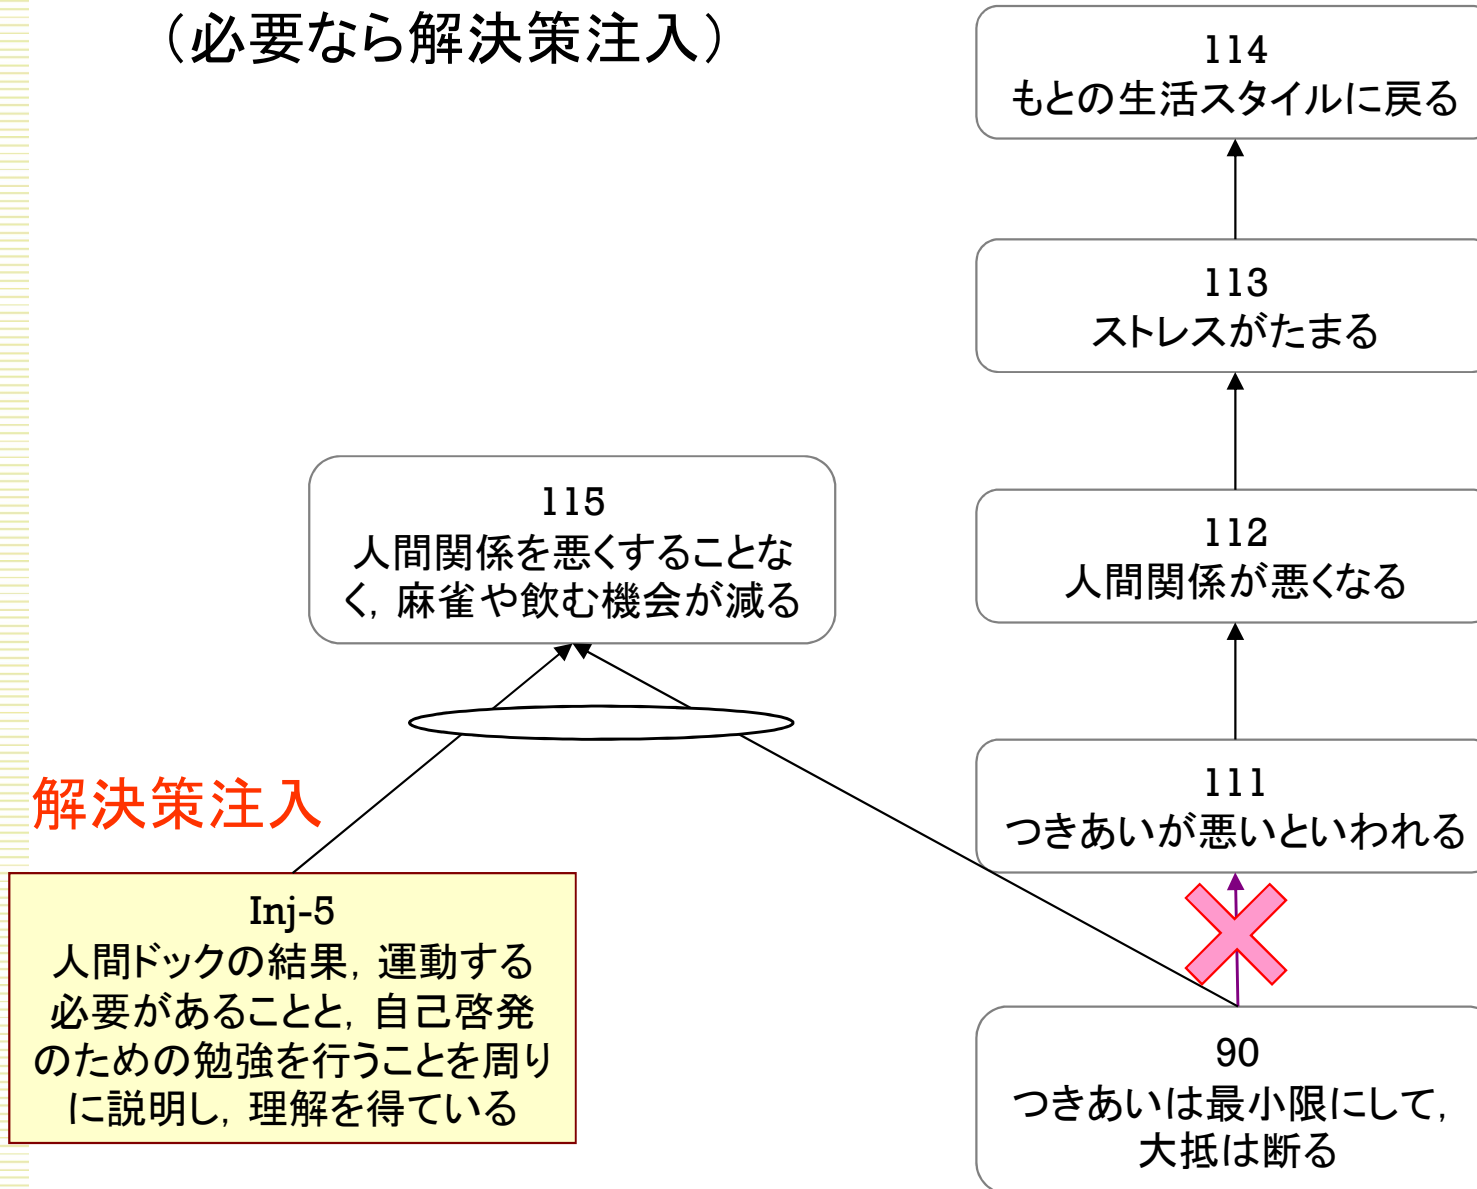 （必要なら解決策注入）
114
もとの生活スタイルに戻る
113
ストレスがたまる
115
人間関係を悪くすることな
く，麻雀や飲む機会が減る
112
人間関係が悪くなる
111
つきあいが悪いといわれる
解決策注入
Inj-5
人間ドックの結果，運動する
必要があることと，自己啓発
のための勉強を行うことを周り
に説明し，理解を得ている
90
つきあいは最小限にして，
大抵は断る